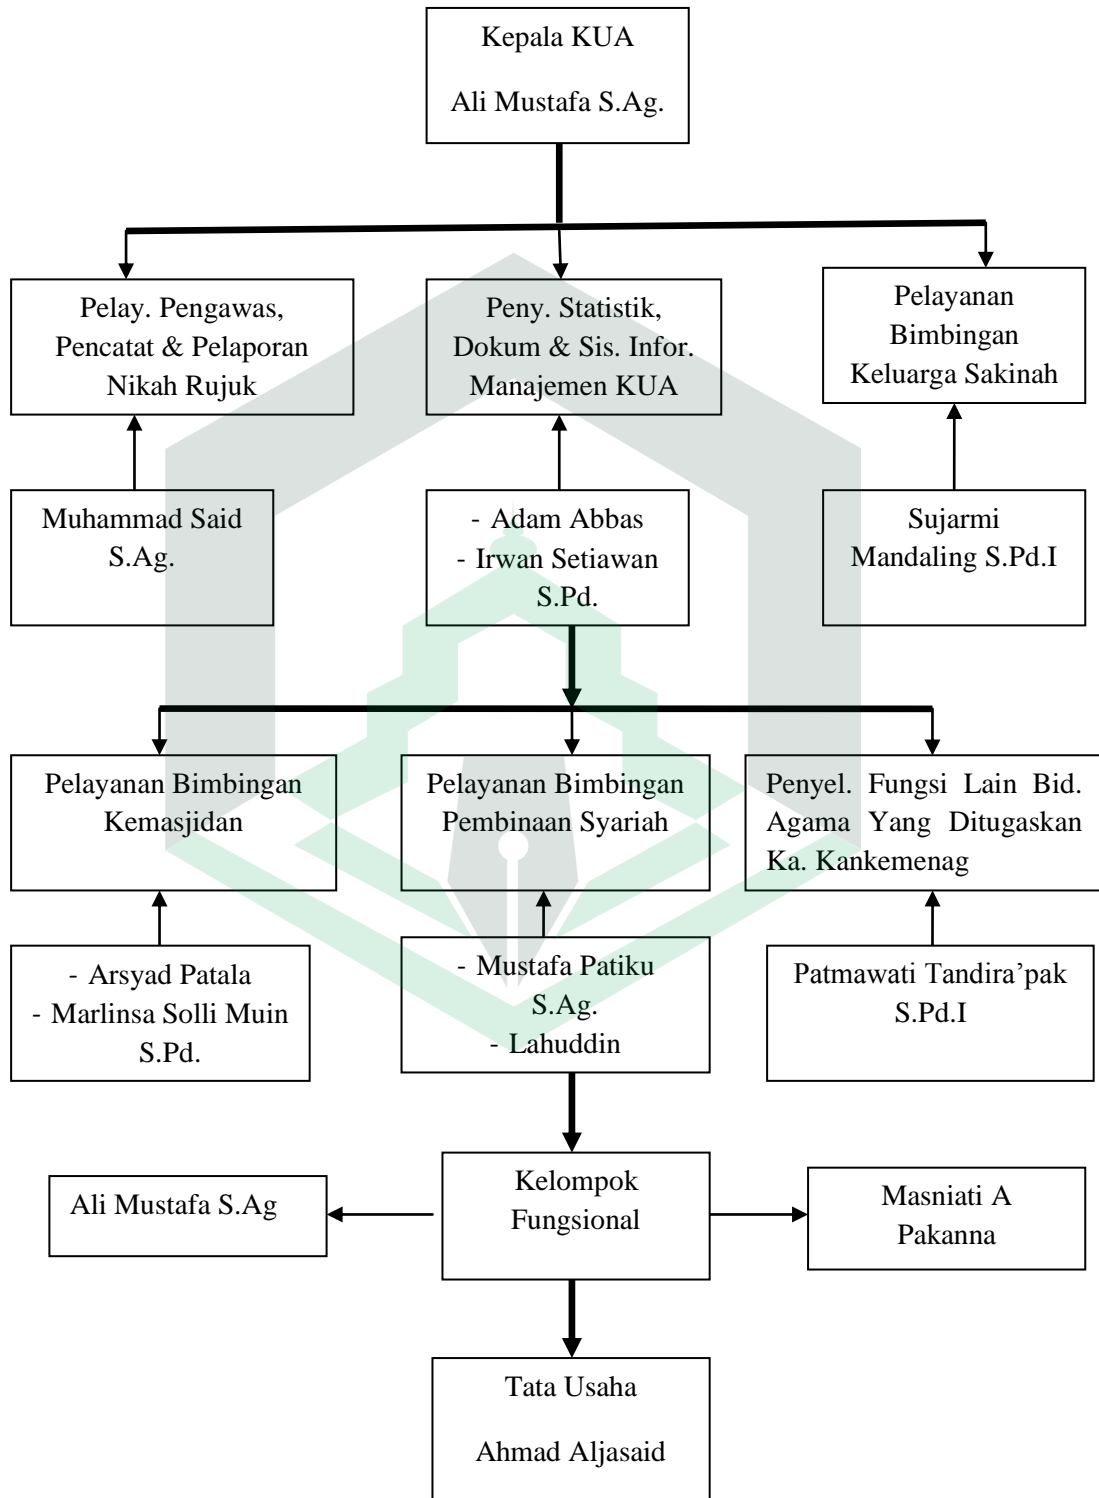 Kepala KUA
Ali Mustafa S.Ag.
Pelay. Pengawas,
Pencatat & Pelaporan
Nikah Rujuk
Peny. Statistik,
Dokum & Sis. Infor.
Manajemen KUA
Pelayanan
Bimbingan
Keluarga Sakinah
Muhammad Said
S.Ag.
- Adam Abbas
- Irwan Setiawan
S.Pd.
Sujarmi
Mandaling S.Pd.I
Pelayanan Bimbingan
Kemasjidan
Pelayanan Bimbingan
Pembinaan Syariah
Penyel. Fungsi Lain Bid.
Agama Yang Ditugaskan
Ka. Kankemenag
- Arsyad Patala
- Marlinsa Solli Muin
S.Pd.
- Mustafa Patiku
S.Ag.
- Lahuddin
Patmawati Tandira’pak
S.Pd.I
Ali Mustafa S.Ag
Kelompok
Fungsional
Masniati A
Pakanna
Tata Usaha
Ahmad Aljasaid